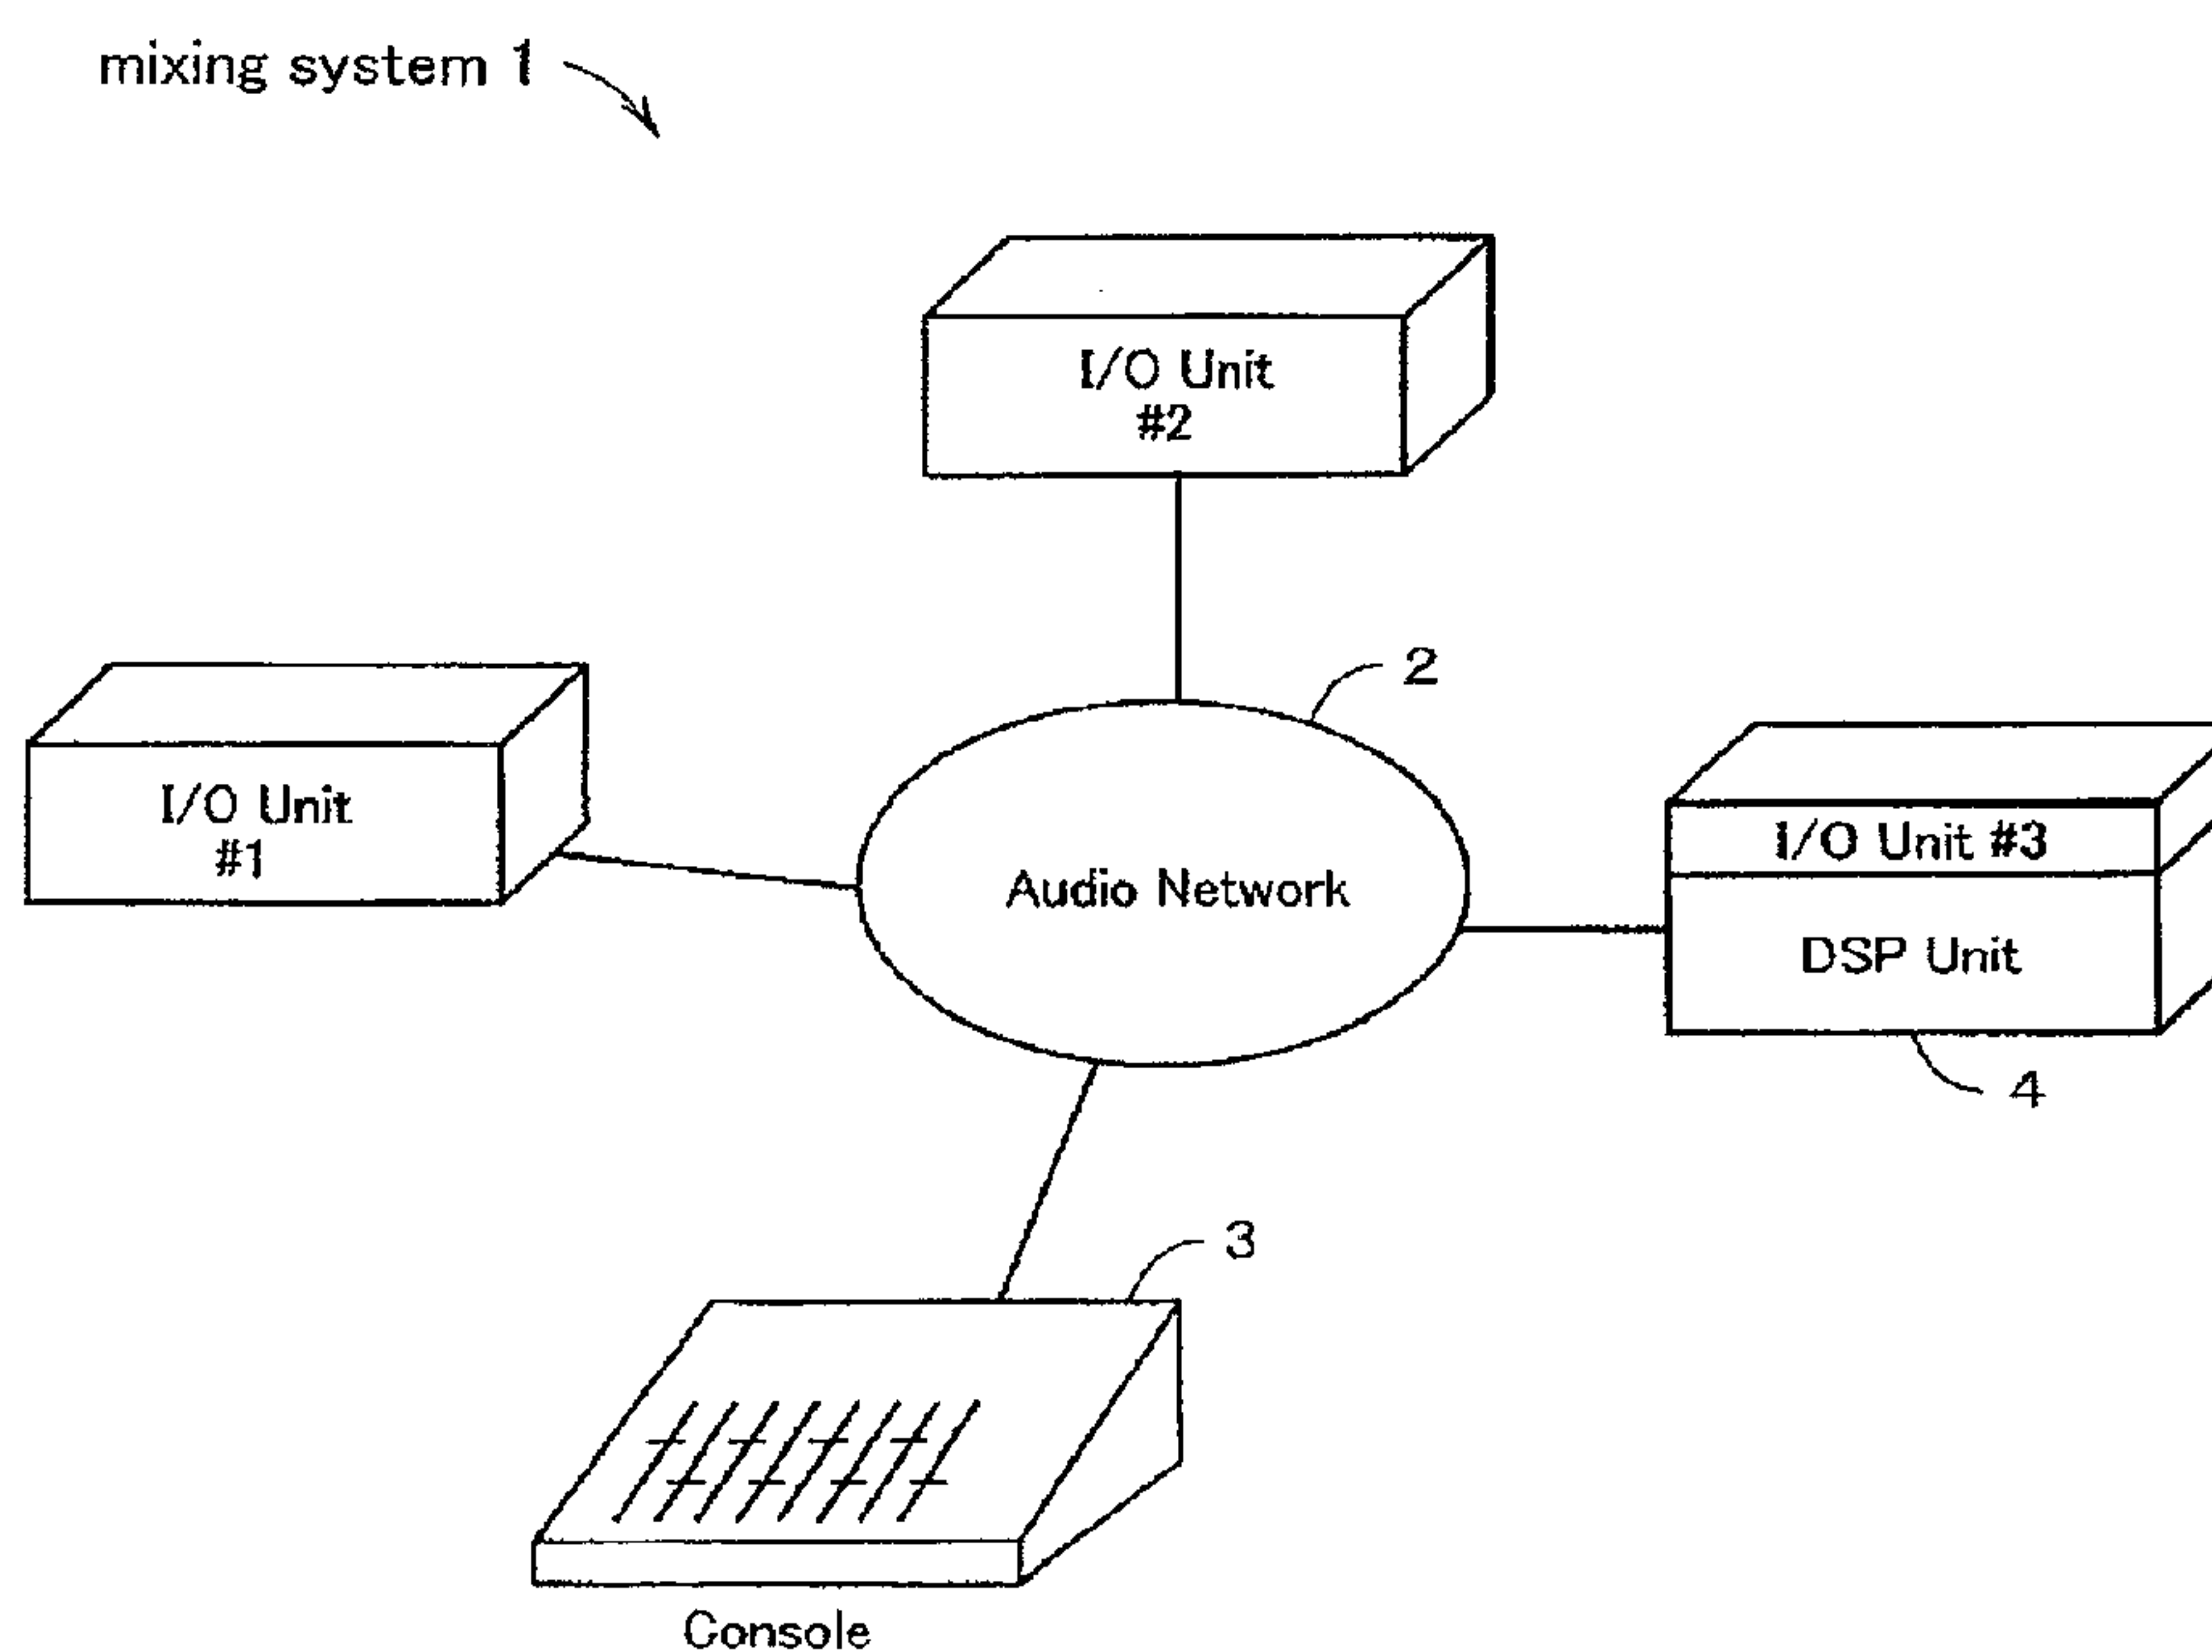 mixing system 1
I/O Unit
#2
2
I/O Unit
#1
Audio Network
I/O Unit #3
DSP Unit
4
3
Console